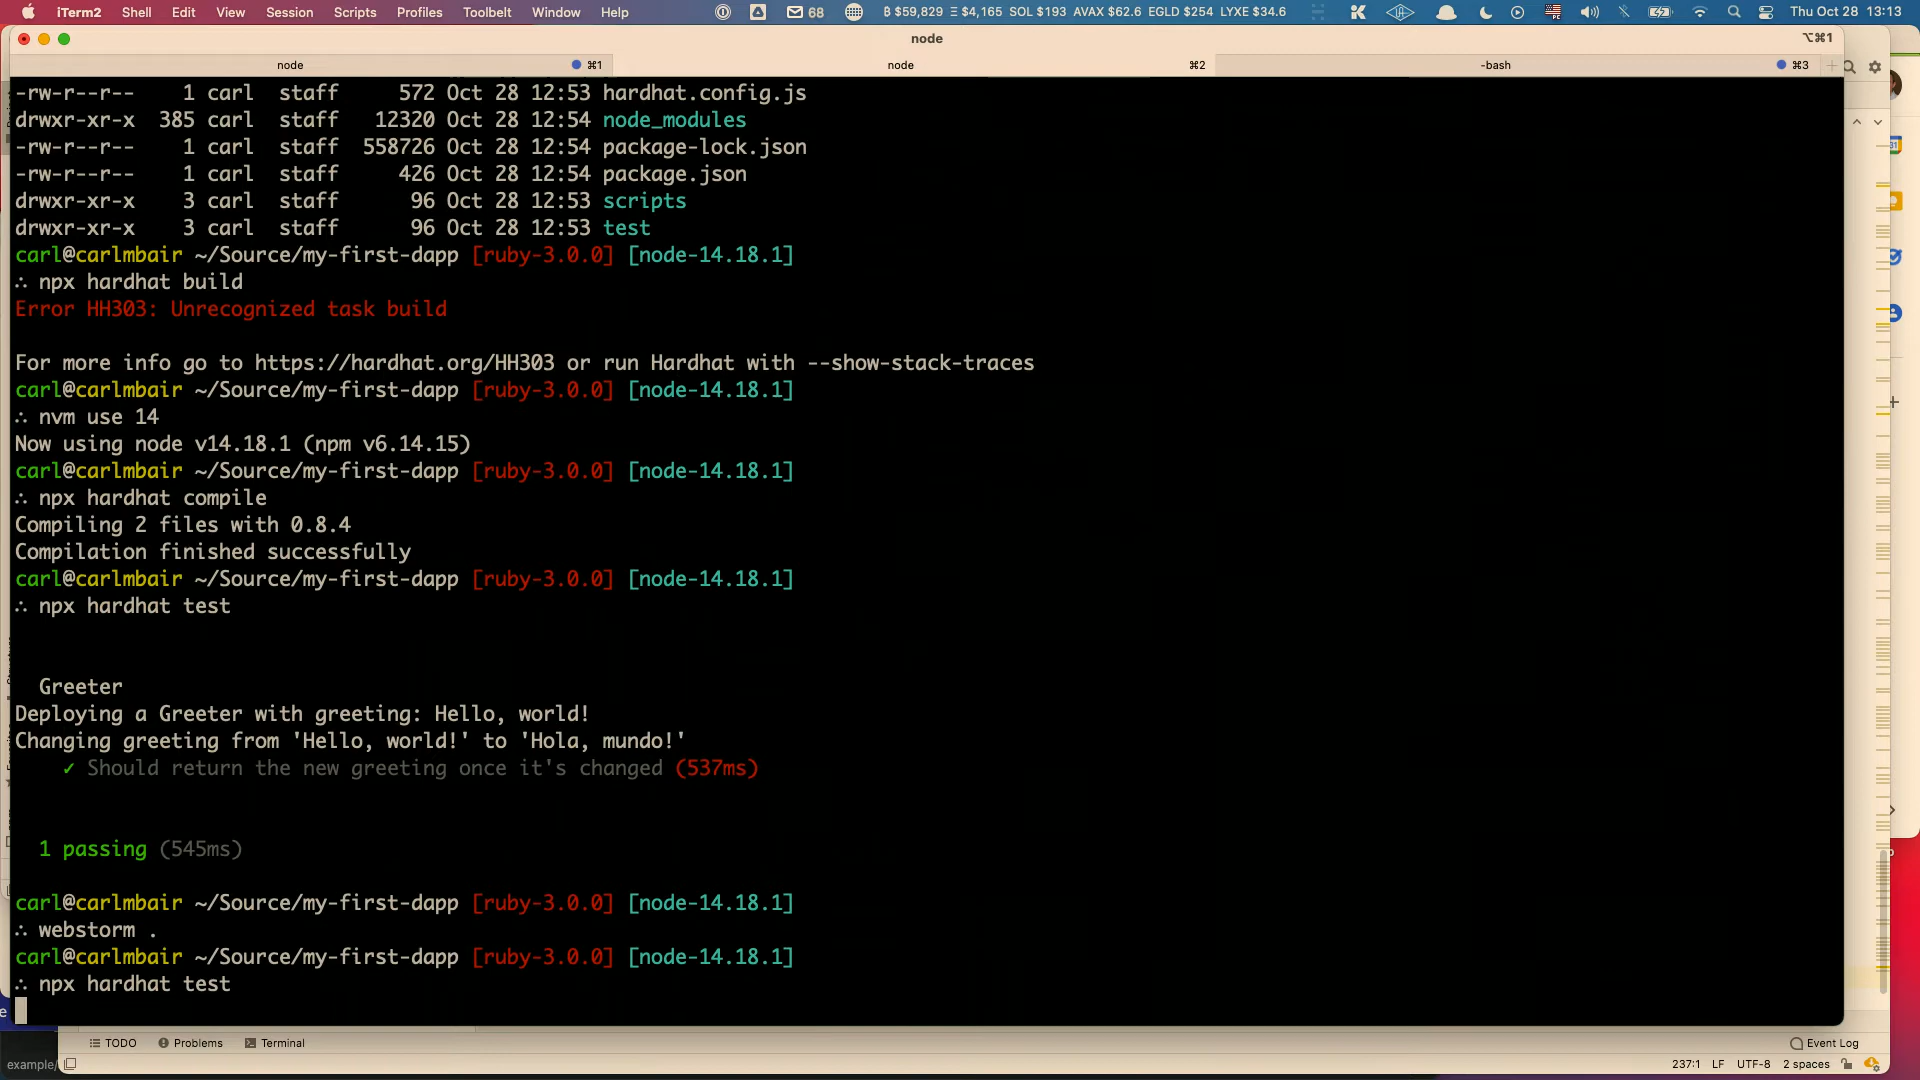 iTerm2 Shell Edit View Session Scripts Profiles Toolbelt Window Help 68 ₿ $59,829 Ξ $4,165 SOL $193 AVAX $62.6 EGLD $254 LYXE $34.6 Thu Oct 28 13:13
node ⌥⌘1
node ⌘1 node ⌘2 -bash ⌘3
-rw-r--r-- 1 carl staff 572 Oct 28 12:53 hardhat.config.js
drwxr-xr-x 385 carl staff 12320 Oct 28 12:54 node_modules
-rw-r--r-- 1 carl staff 558726 Oct 28 12:54 package-lock.json
-rw-r--r-- 1 carl staff 426 Oct 28 12:54 package.json
drwxr-xr-x 3 carl staff 96 Oct 28 12:53 scripts
drwxr-xr-x 3 carl staff 96 Oct 28 12:53 test
carl@carlmbair ~/Source/my-first-dapp [ruby-3.0.0] [node-14.18.1]
∴ npx hardhat build
Error HH303: Unrecognized task build
For more info go to https://hardhat.org/HH303 or run Hardhat with --show-stack-traces
carl@carlmbair ~/Source/my-first-dapp [ruby-3.0.0] [node-14.18.1]
∴ nvm use 14
Now using node v14.18.1 (npm v6.14.15)
carl@carlmbair ~/Source/my-first-dapp [ruby-3.0.0] [node-14.18.1]
∴ npx hardhat compile
Compiling 2 files with 0.8.4
Compilation finished successfully
carl@carlmbair ~/Source/my-first-dapp [ruby-3.0.0] [node-14.18.1]
∴ npx hardhat test
Greeter
Deploying a Greeter with greeting: Hello, world!
Changing greeting from 'Hello, world!' to 'Hola, mundo!'
✓ Should return the new greeting once it's changed (537ms)
1 passing (545ms)
carl@carlmbair ~/Source/my-first-dapp [ruby-3.0.0] [node-14.18.1]
∴ webstorm .
carl@carlmbair ~/Source/my-first-dapp [ruby-3.0.0] [node-14.18.1]
∴ npx hardhat test
TODO Problems Terminal Event Log
example/ 237:1 LF UTF-8 2 spaces